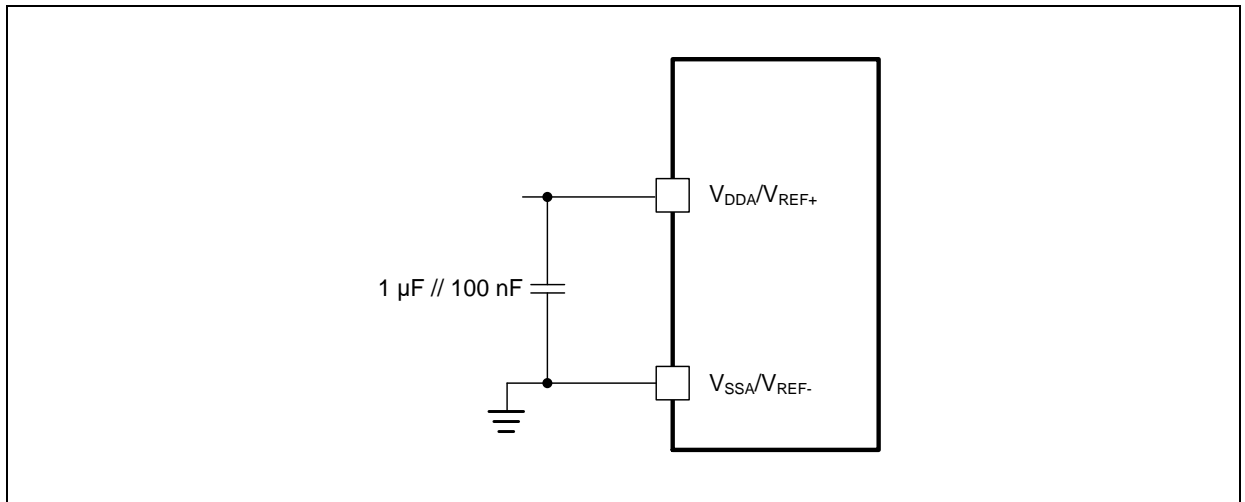 VDDA/VREF+
1 µF // 100 nF
VSSA/VREF-